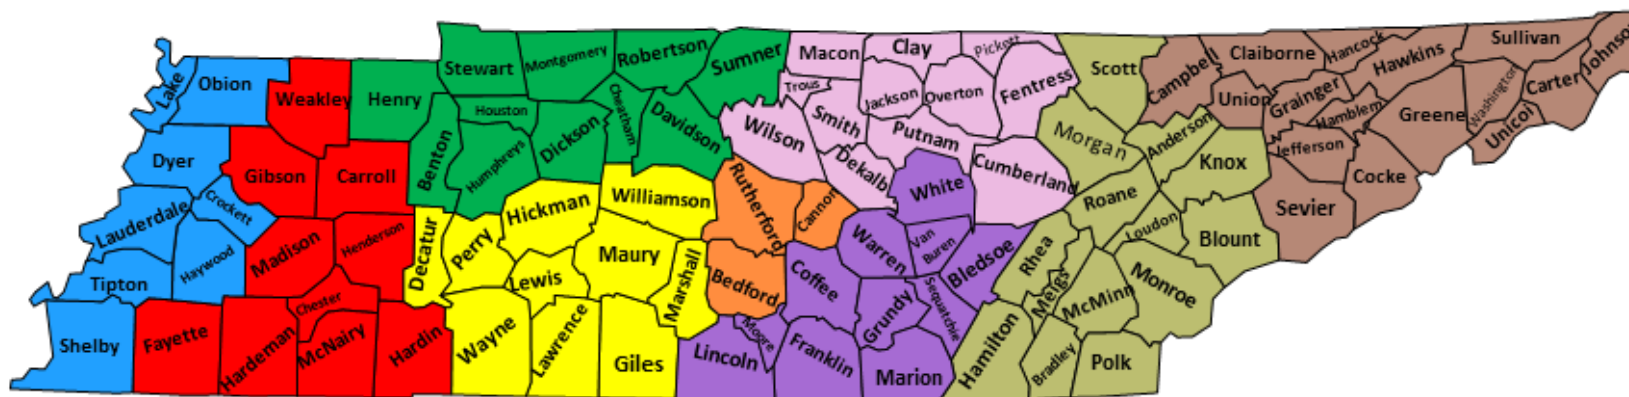 Lake
Obion
Weakley
Henry
Stewart
Montgomery
Robertson
Sumner
Macon
Clay
Pickett
Scott
Campbell
Claiborne
Hancock
Hawkins
Sullivan
Johnson
Carter
Washington
Unicoi
Greene
Hamblem
Grainger
Union
Jefferson
Cocke
Sevier
Dyer
Gibson
Carroll
Benton
Houston
Humphreys
Dickson
Cheatham
Davidson
Wilson
Trous
Smith
Jackson
Overton
Fentress
Putnam
Dekalb
Cumberland
Morgan
Anderson
Knox
Roane
Loudon
Blount
Lauderdale
Crockett
Haywood
Tipton
Madison
Henderson
Decatur
Perry
Hickman
Williamson
Rutherford
Cannon
White
Warren
Van
Buren
Bledsoe
Rhea
Meigs
McMinn
Monroe
Shelby
Fayette
Hardeman
Chester
McNairy
Hardin
Wayne
Lewis
Lawrence
Maury
Marshall
Giles
Bedford
Coffee
Moore
Lincoln
Franklin
Grundy
Sequatchie
Marion
Hamilton
Bradley
Polk